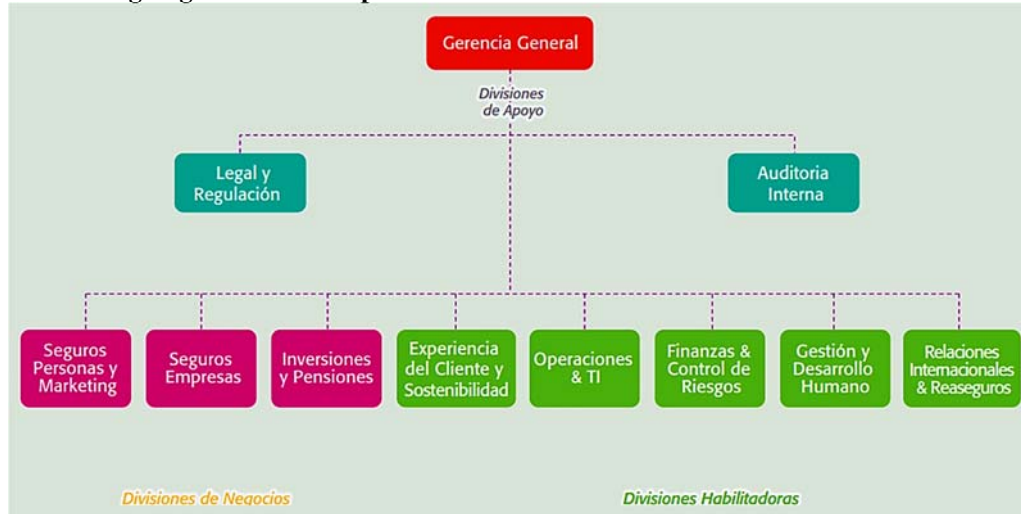 Gerencia General
Divisiones
de Apoyo
Legal y
Regulación
Auditoria
Interna
Seguros
Personas y
Marketing
Seguros
Empresas
Inversiones
y Pensiones
Experiencia
del Cliente y
Sostenibilidad
Operaciones
& TI
Finanzas &
Control de
Riesgos
Gestión y
Desarrollo
Humano
Relaciones
Internacionales
& Reaseguros
Divisiones de Negocios
Divisiones Habilitadoras